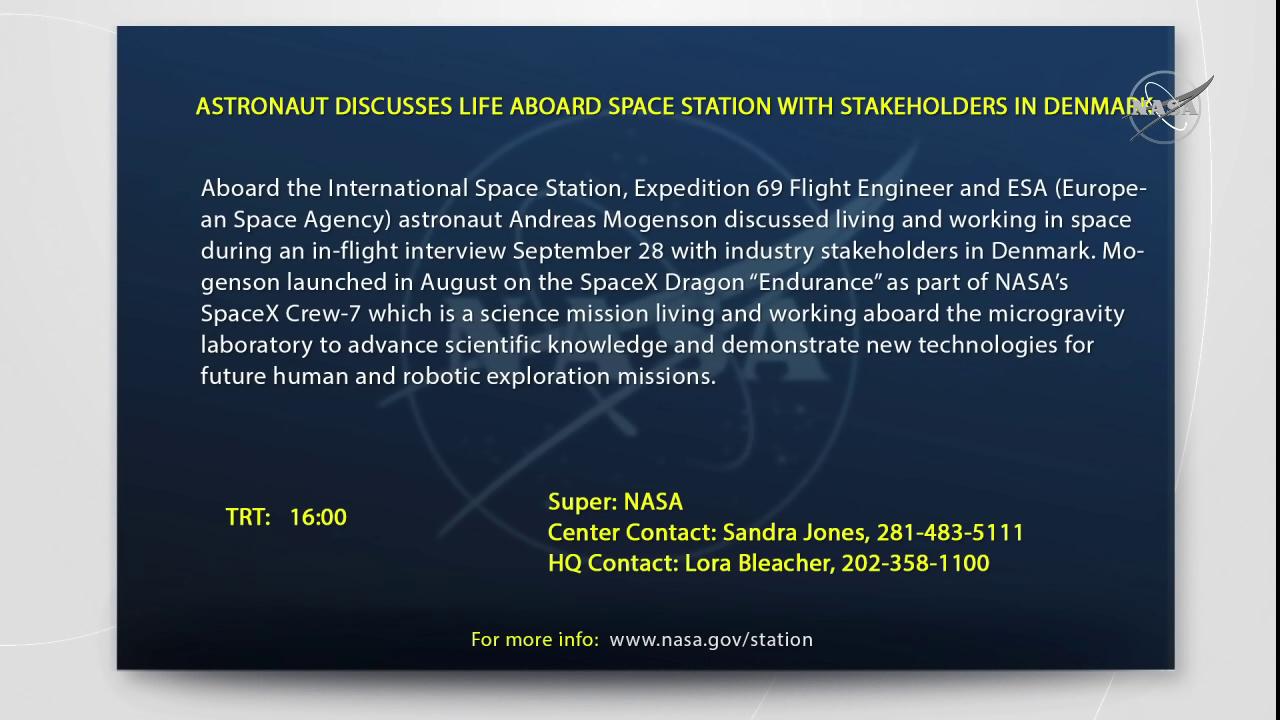 ASTRONAUT DISCUSSES LIFE ABOARD SPACE STATION WITH STAKEHOLDERS IN DENMARK
NASA
Aboard the International Space Station, Expedition 69 Flight Engineer and ESA (Europe-
an Space Agency) astronaut Andreas Mogenson discussed living and working in space
during an in-flight interview September 28 with industry stakeholders in Denmark. Mo-
genson launched in August on the SpaceX Dragon “Endurance” as part of NASA’s
SpaceX Crew-7 which is a science mission living and working aboard the microgravity
laboratory to advance scientific knowledge and demonstrate new technologies for
future human and robotic exploration missions.
NASA
TRT: 16:00
Super: NASA
Center Contact: Sandra Jones, 281-483-5111
HQ Contact: Lora Bleacher, 202-358-1100
For more info: www.nasa.gov/station